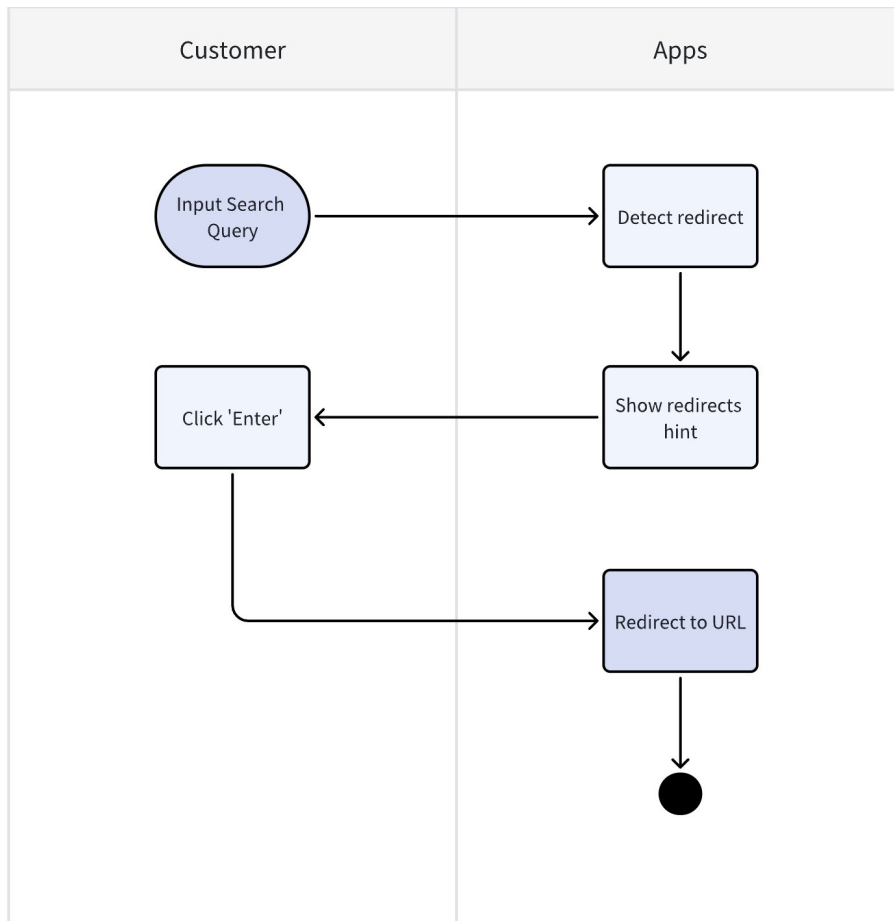 Customer
Apps
Input Search
Query
Detect redirect
Click 'Enter'
Show redirects
hint
Redirect to URL